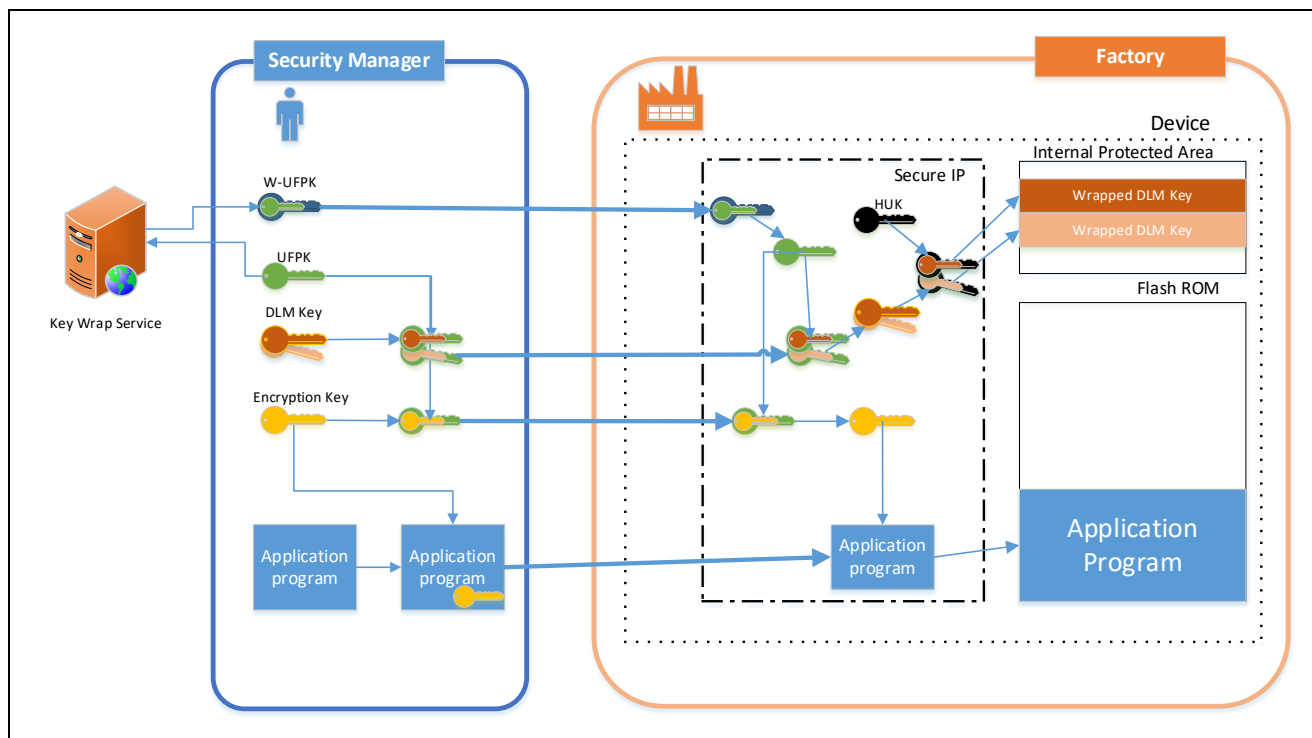 Security Manager
Factory
Device
Internal Protected Area
Secure IP
W-UFPK
HUK
Wrapped DLM Key
Wrapped DLM Key
UFPK
Flash ROM
Key Wrap Service
DLM Key
Encryption Key
Application
program
Application
program
Application
program
Application
Program